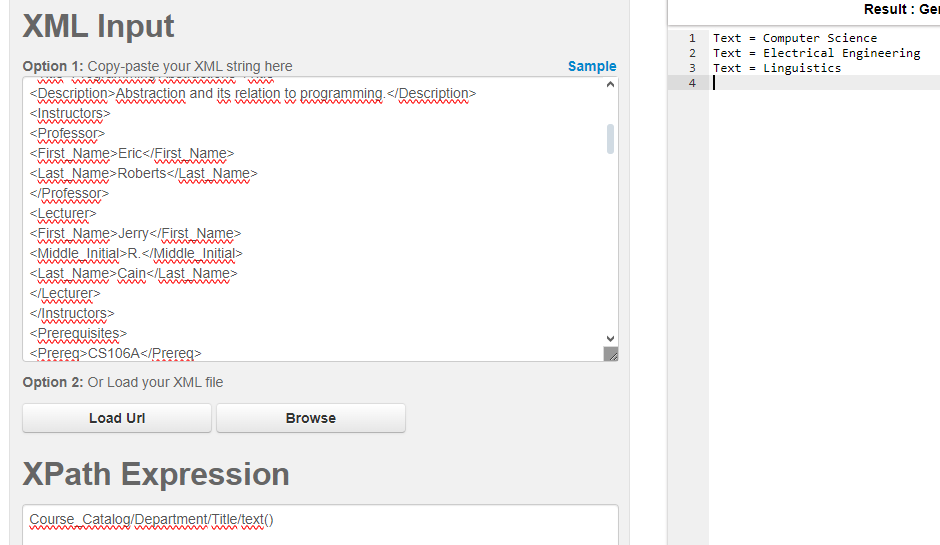 XML Input
Option 1: Copy-paste your XML string here
Sample
<Description>Abstraction and its relation to programming.</Description>
<Instructors>
<Professor>
<First_Name>Eric</First_Name>
<Last_Name>Roberts</Last_Name>
</Professor>
<Lecturer>
<First_Name>Jerry</First_Name>
<Middle_Initial>R.</Middle_Initial>
<Last_Name>Cain</Last_Name>
</Lecturer>
</Instructors>
<Prerequisites>
<Prereq>CS106A</Prereq>
Option 2: Or Load your XML file
Load Url
Browse
XPath Expression
Course_Catalog/Department/Title/text()
Result : Ger
1 Text = Computer Science
2 Text = Electrical Engineering
3 Text = Linguistics
4